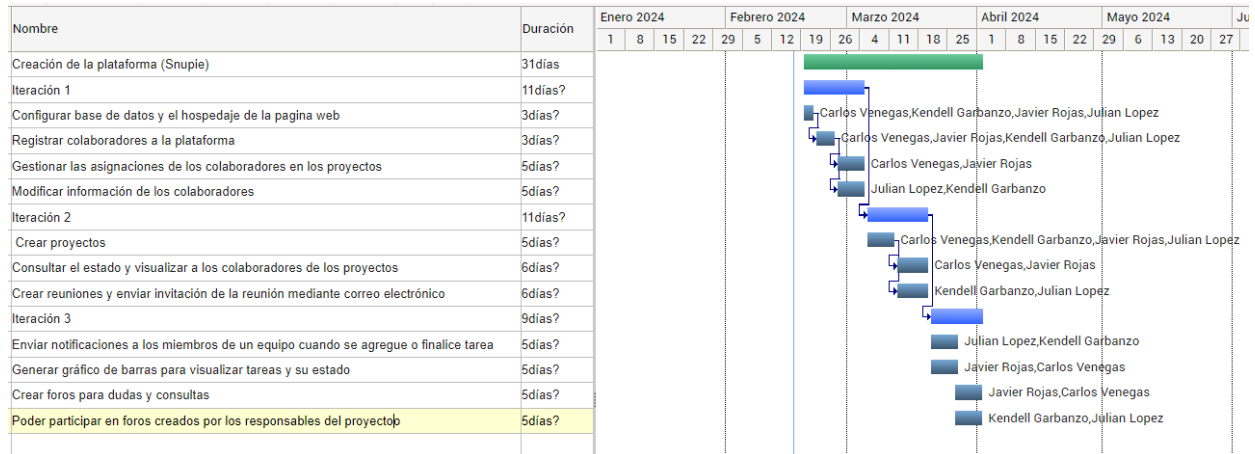 Nombre Duración Enero 2024 Febrero 2024 Marzo 2024 Abril 2024 Mayo 2024 Ju
1 8 15 22 29 5 12 19 26 4 11 18 25 1 8 15 22 29 6 13 20 27
Creación de la plataforma (Snupie) 31días
Iteración 1 11días?
Configurar base de datos y el hospedaje de la pagina web 3días? Carlos Venegas,Kendell Garbanzo,Javier Rojas,Julian Lopez
Registrar colaboradores a la plataforma 3días? Carlos Venegas,Javier Rojas,Kendell Garbanzo,Julian Lopez
Gestionar las asignaciones de los colaboradores en los proyectos 5días? Carlos Venegas,Javier Rojas
Modificar información de los colaboradores 5días? Julian Lopez,Kendell Garbanzo
Iteración 2 11días?
Crear proyectos 5días? Carlos Venegas,Kendell Garbanzo,Javier Rojas,Julian Lopez
Consultar el estado y visualizar a los colaboradores de los proyectos 6días? Carlos Venegas,Javier Rojas
Crear reuniones y enviar invitación de la reunión mediante correo electrónico 6días? Kendell Garbanzo,Julian Lopez
Iteración 3 9días?
Enviar notificaciones a los miembros de un equipo cuando se agregue o finalice tarea 5días? Julian Lopez,Kendell Garbanzo
Generar gráfico de barras para visualizar tareas y su estado 5días? Javier Rojas,Carlos Venegas
Crear foros para dudas y consultas 5días? Javier Rojas,Carlos Venegas
Poder participar en foros creados por los responsables del proyectoo 5días? Kendell Garbanzo,Julian Lopez